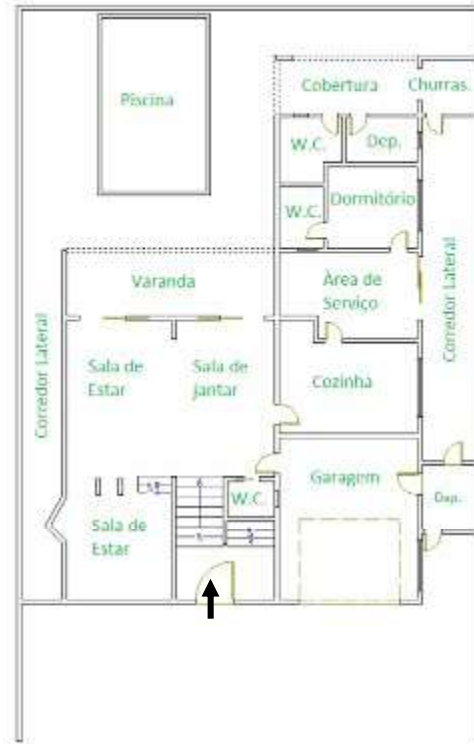 Piscina
Cobertura
Churras.
W.C.
Dep.
W.C.
Dormitório
Varanda
Àrea de
Serviço
Corredor Lateral
Corredor Lateral
Sala de
Estar
Sala de
Jantar
Cozinha
W.C.
Garagem
Dep.
Sala de
Estar